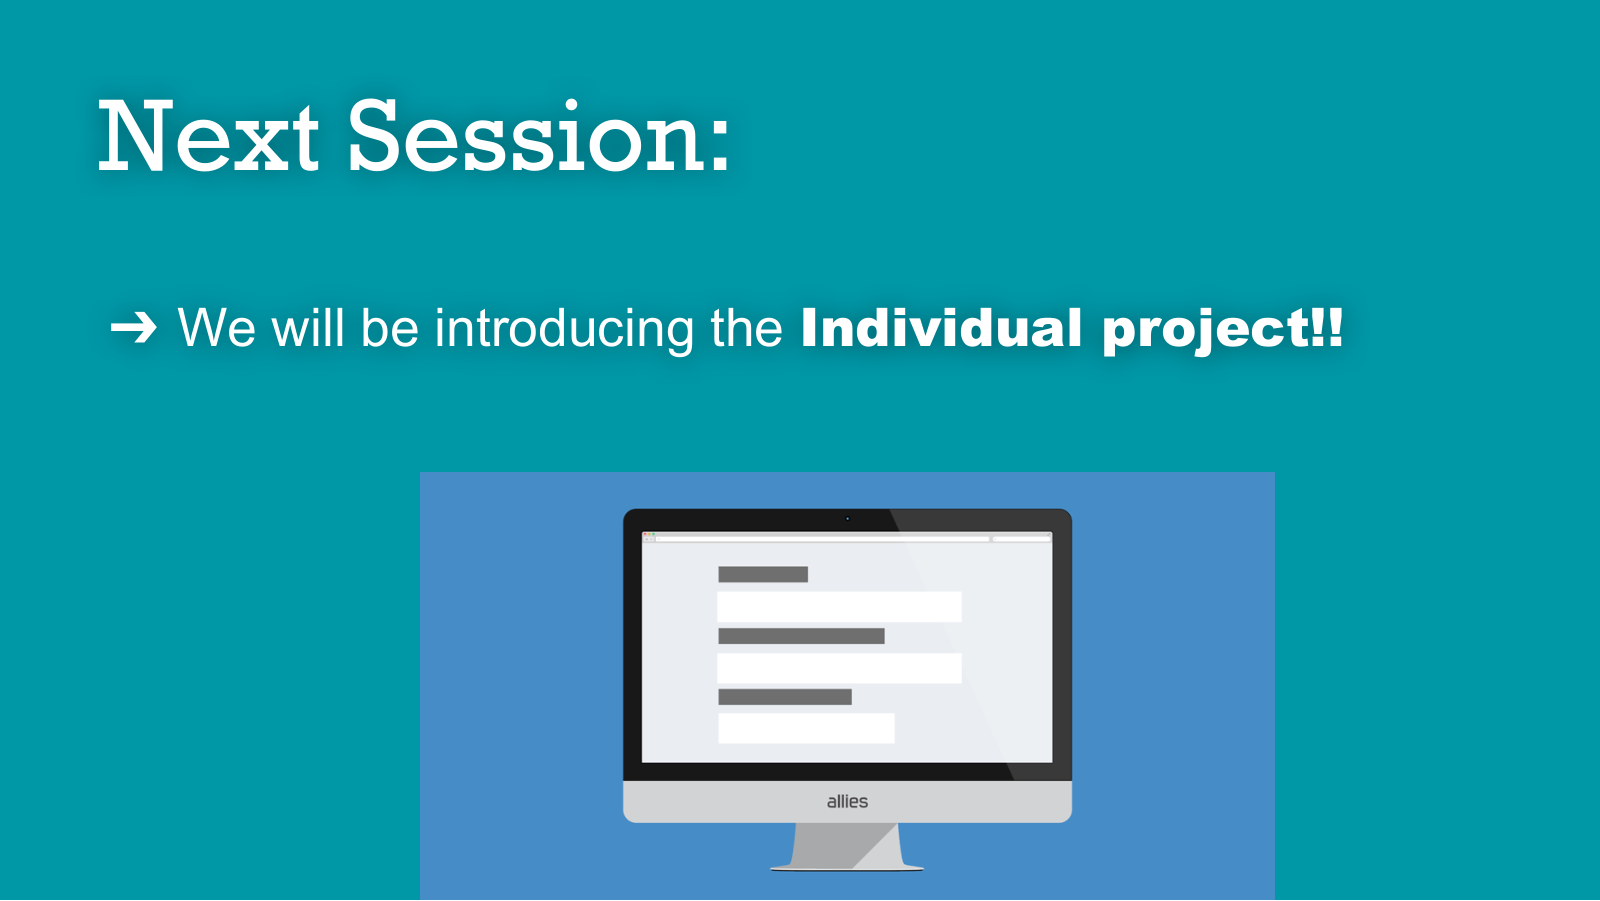 Next Session:
➔ We will be introducing the Individual project!!
allies